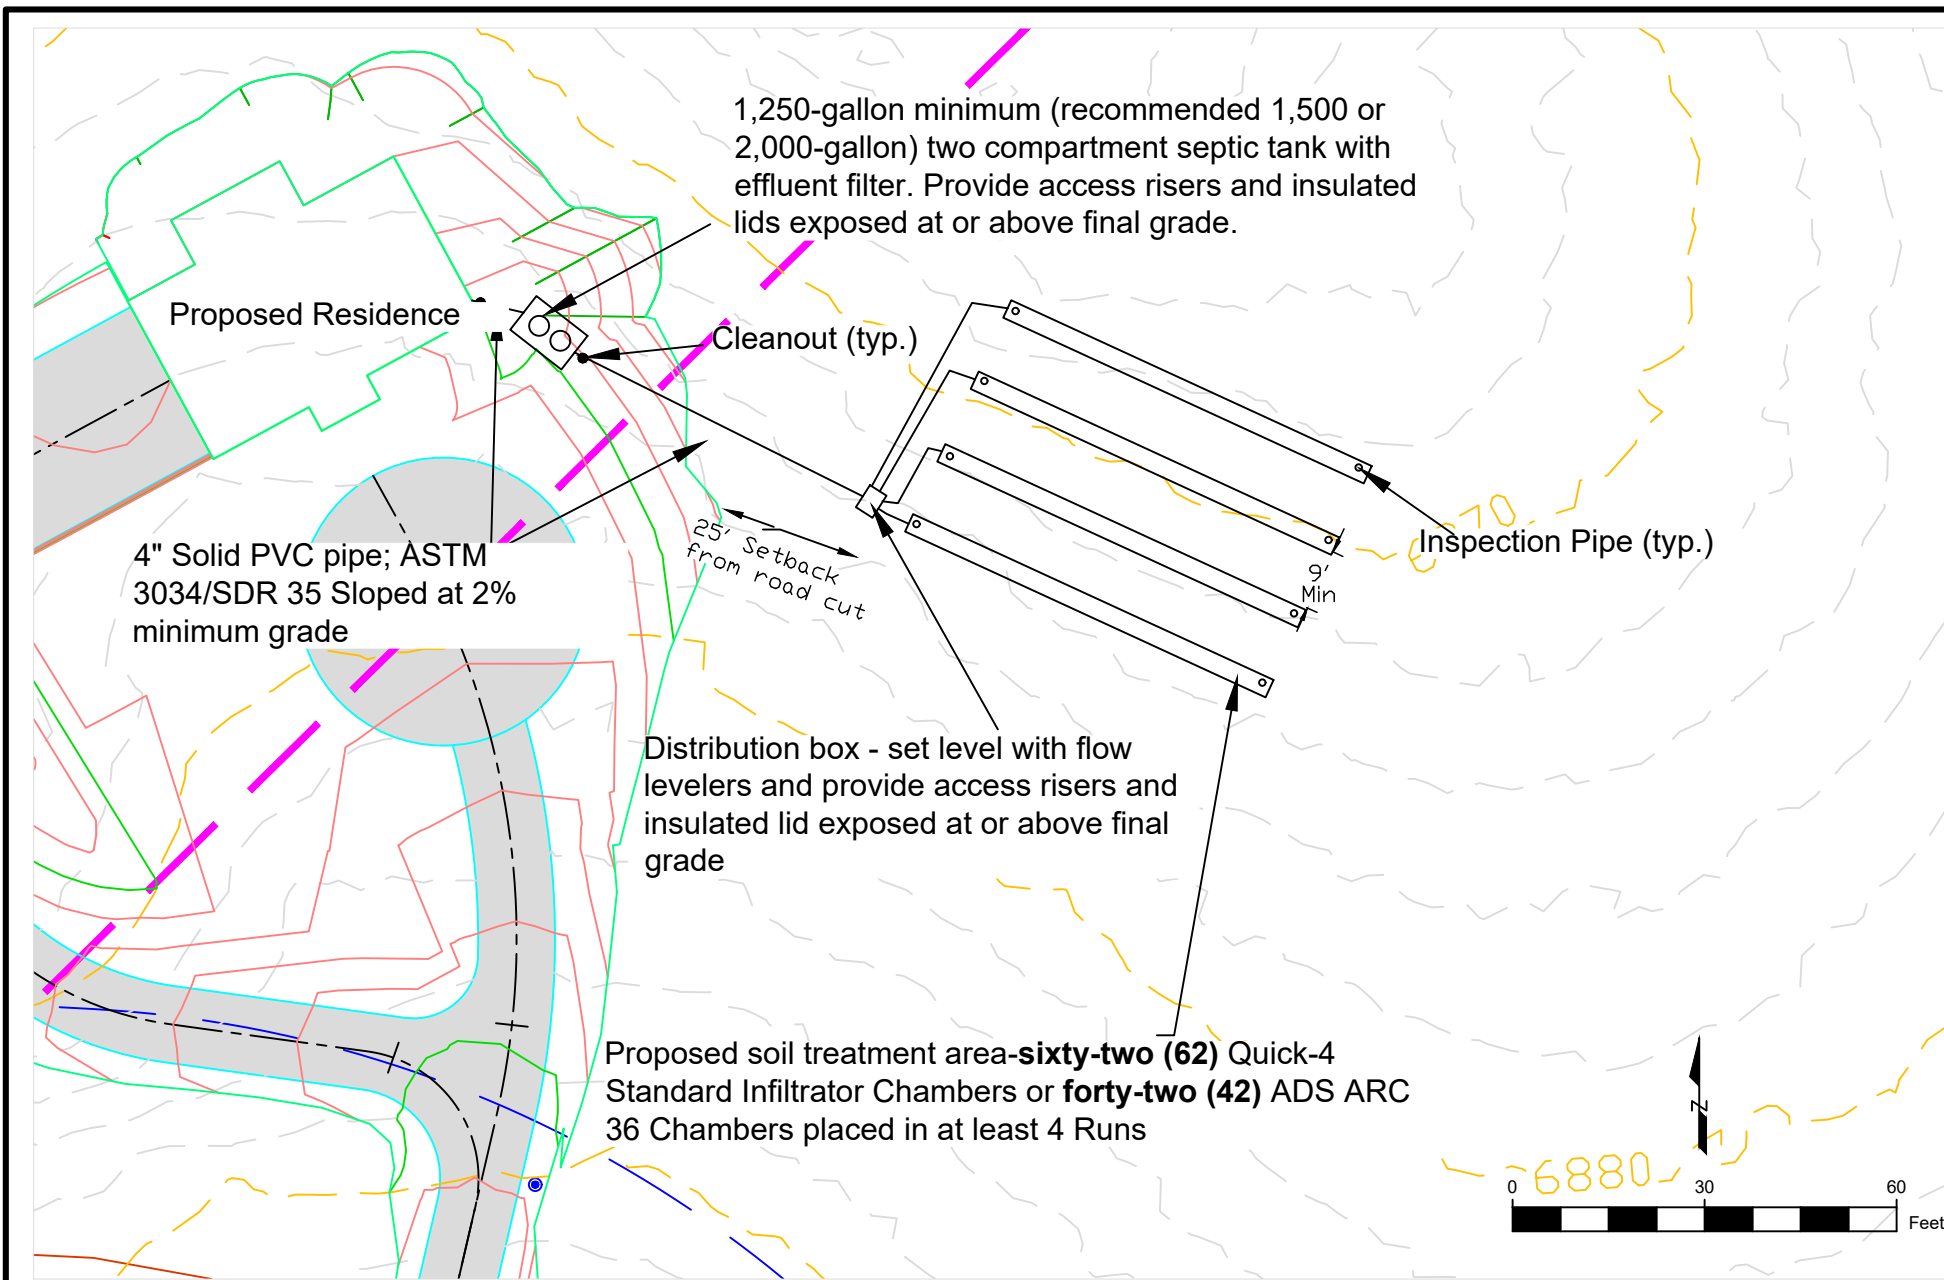 1,250-gallon minimum (recommended 1,500 or
2,000-gallon) two compartment septic tank with
effluent filter. Provide access risers and insulated
lids exposed at or above final grade.
Proposed Residence
Cleanout (typ.)
Inspection Pipe (typ.)
4" Solid PVC pipe; ASTM
3034/SDR 35 Sloped at 2%
minimum grade
25' Setback
from road cut
9'
Min
Distribution box - set level with flow
levelers and provide access risers and
insulated lid exposed at or above final
grade
Proposed soil treatment area-sixty-two (62) Quick-4
Standard Infiltrator Chambers or forty-two (42) ADS ARC
36 Chambers placed in at least 4 Runs
N
6880
0 30 60
Feet